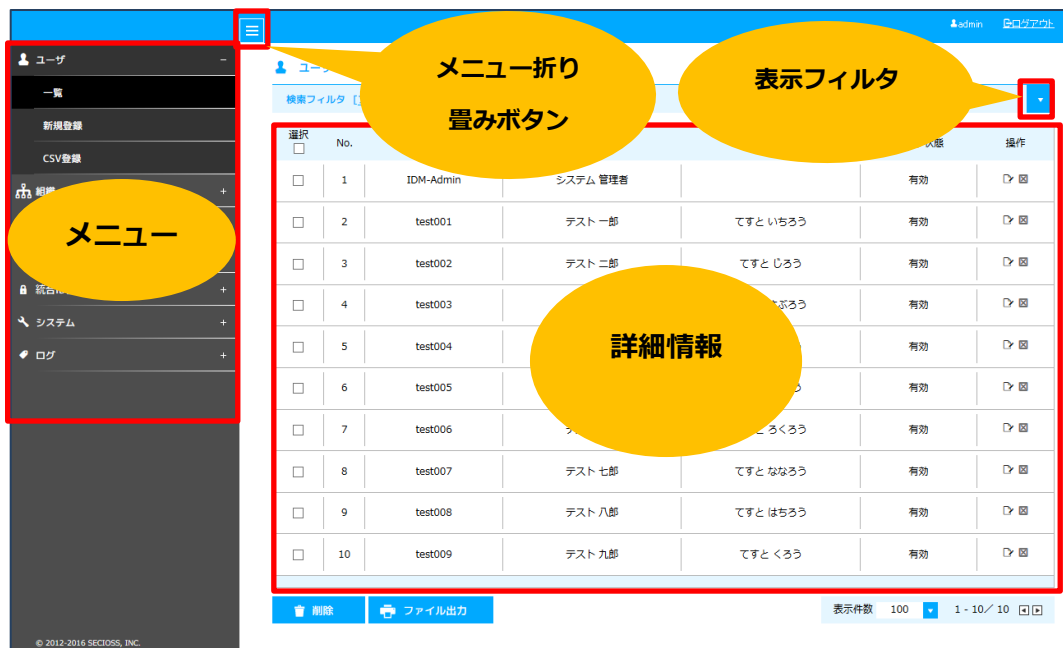 admin ログアウト
ユーザ −
一覧
新規登録
CSV登録
組織 +
+
システム +
ログ +
© 2012-2016 SECIOSS, INC.
メニュー
メニュー折り
畳みボタン
表示フィルタ
詳細情報
検索フィルタ [
選択 No. 状態 操作
1 IDM-Admin システム 管理者 有効
2 test001 テスト 一郎 てすと いちろう 有効
3 test002 テスト 二郎 てすと じろう 有効
4 test003 ぶろう 有効
5 test004 有効
6 test005 有効
7 test006 ろくろう 有効
8 test007 テスト 七郎 てすと ななろう 有効
9 test008 テスト 八郎 てすと はちろう 有効
10 test009 テスト 九郎 てすと くろう 有効
削除 ファイル出力 表示件数 100 1 - 10／ 10